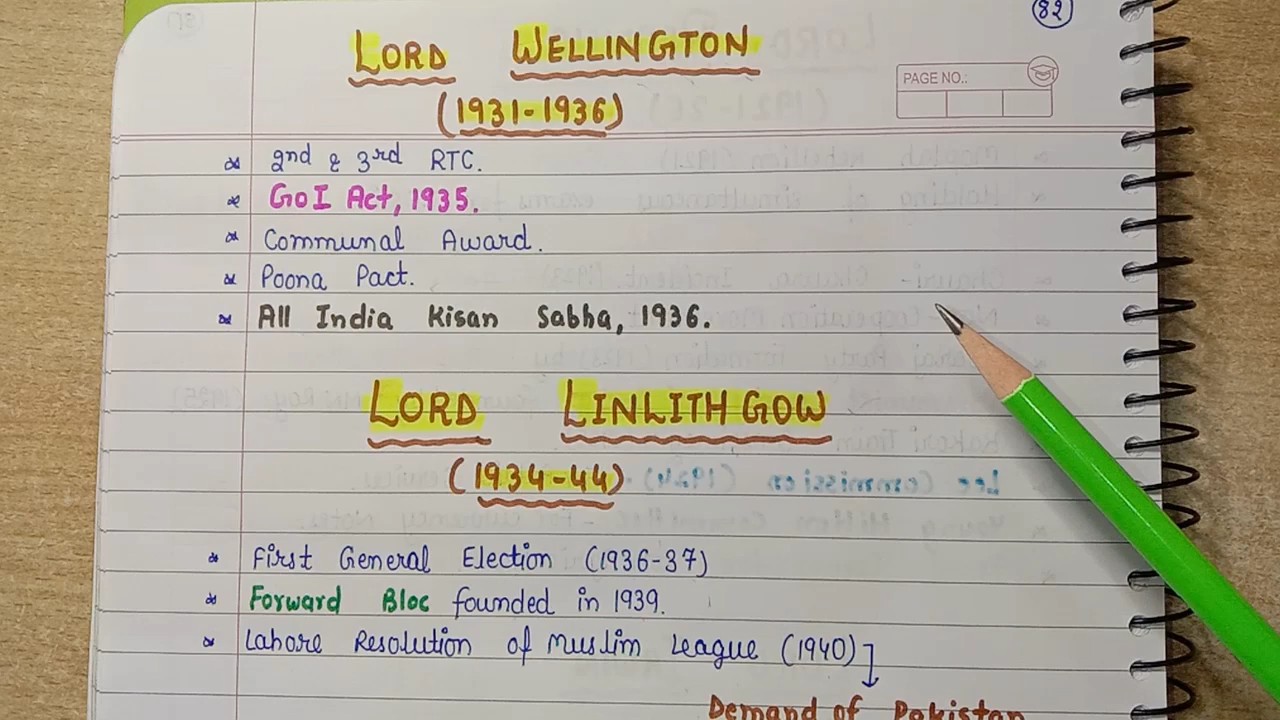 82
LORD WELLINGTON
PAGE NO.:
(1931-1936)
2nd & 3rd RTC.
GoI Act, 1935.
Communal Award.
Poona Pact.
All India Kisan Sabha, 1936.
LORD LINLITHGOW
(1934-44)
First General Election (1936-37)
Forward Bloc founded in 1939.
Lahore Resolution of Muslim League (1940)
Demand of Pakistan